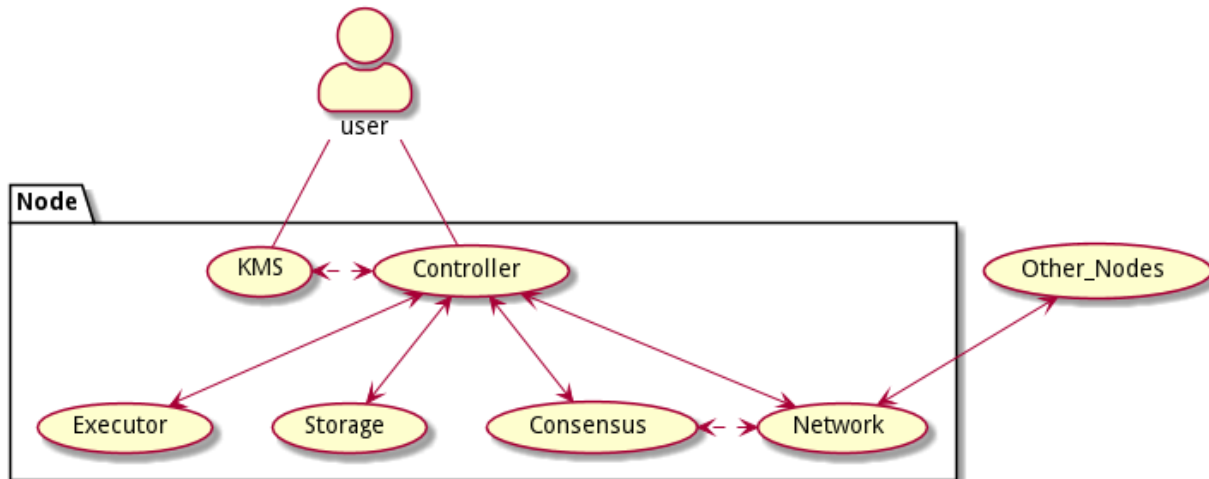 user
Node
KMS
Controller
Other_Nodes
Executor
Storage
Consensus
Network